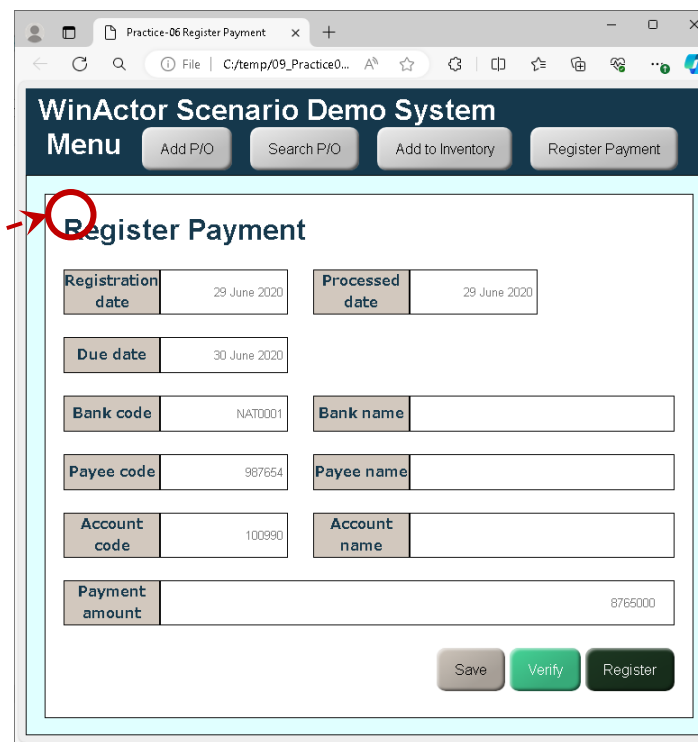 Practice-06 Register Payment
File | C:/temp/09_Practice0... A
WinActor Scenario Demo System
Menu Add P/O Search P/O Add to Inventory Register Payment
Register Payment
Registration date 29 June 2020 Processed date 29 June 2020
Due date 30 June 2020
Bank code NAT0001 Bank name
Payee code 987654 Payee name
Account code 100990 Account name
Payment amount 8765000
Save Verify Register